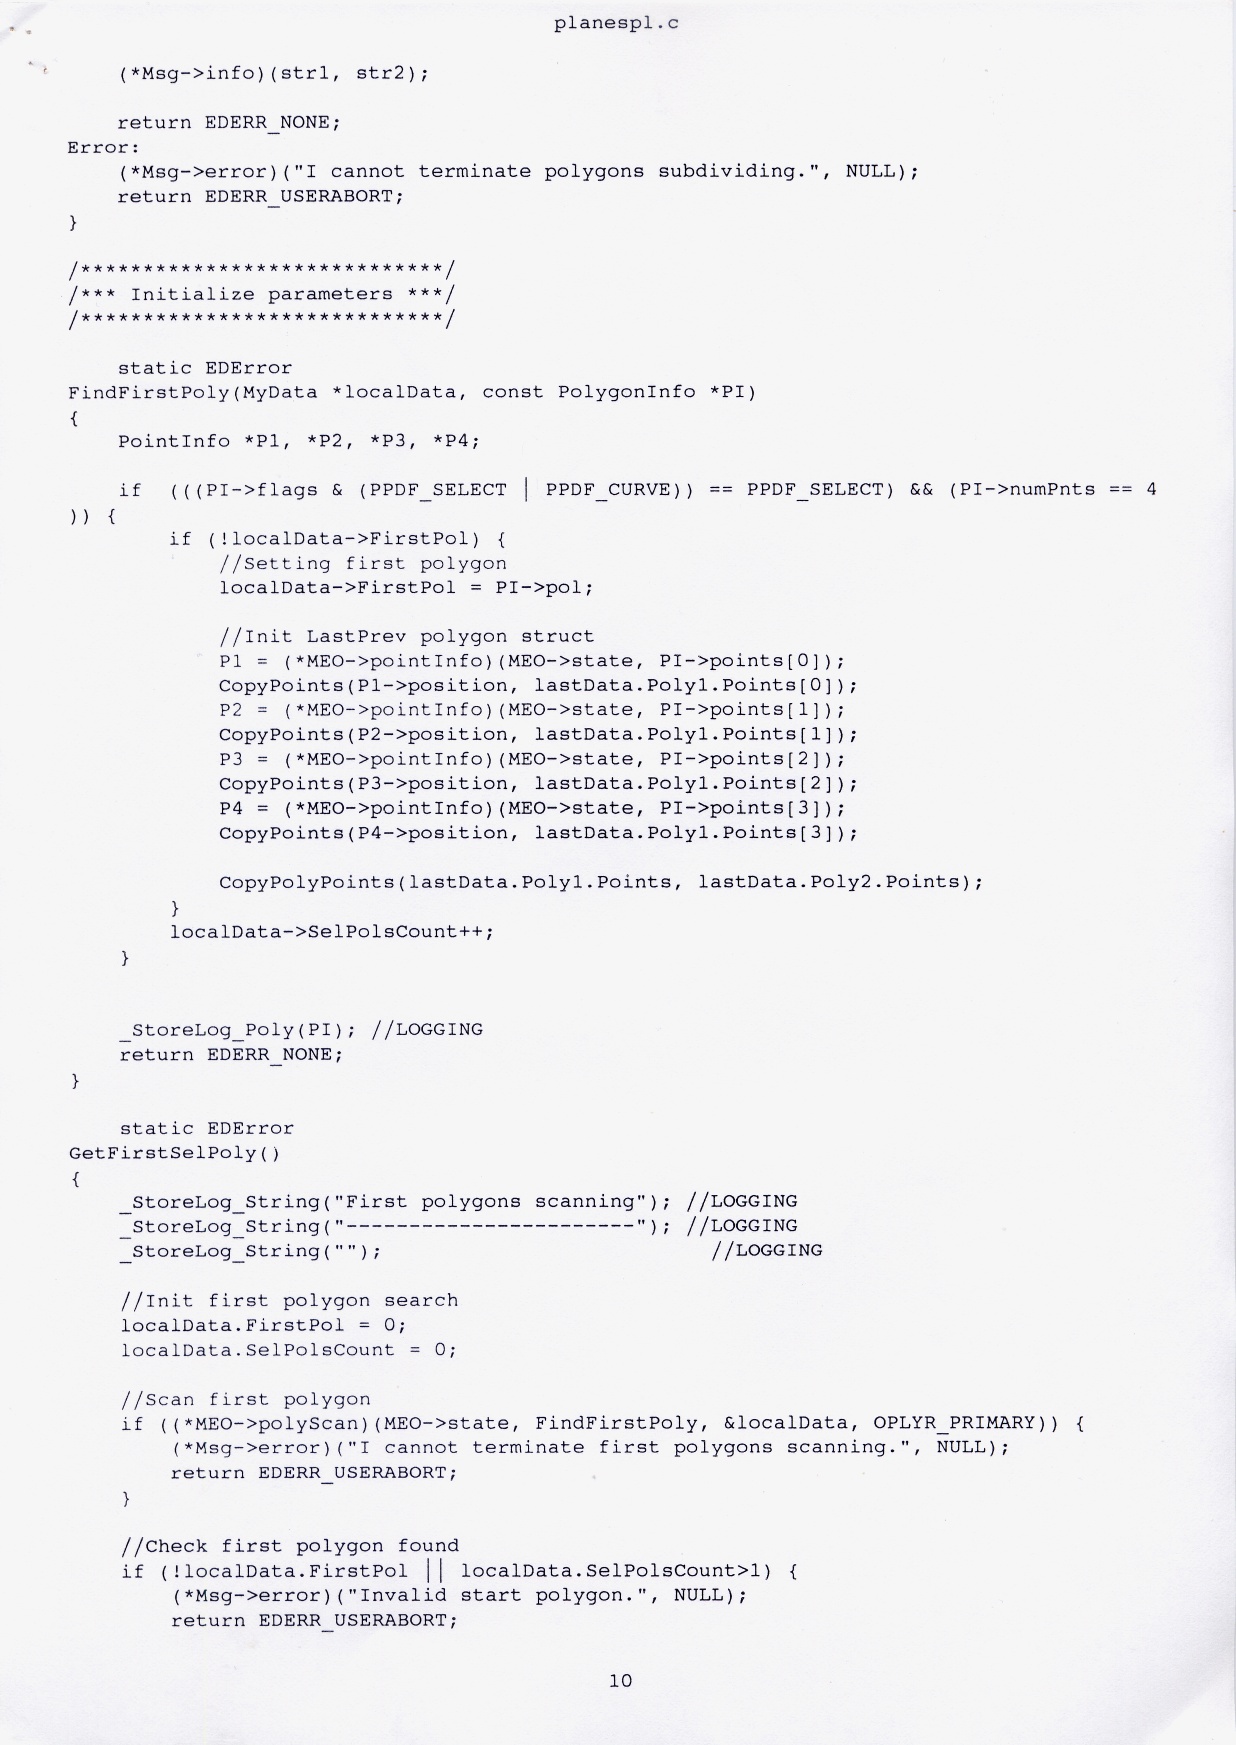 planespl.c
    (*Msg->info)(str1, str2);
    return EDERR_NONE;
Error:
    (*Msg->error)("I cannot terminate polygons subdividing.", NULL);
    return EDERR_USERABORT;
}
/*****************************/
/*** Initialize parameters ***/
/*****************************/
    static EDError
FindFirstPoly(MyData *localData, const PolygonInfo *PI)
{
    PointInfo *P1, *P2, *P3, *P4;
    if  (((PI->flags & (PPDF_SELECT | PPDF_CURVE)) == PPDF_SELECT) && (PI->numPnts == 4
)) {
        if (!localData->FirstPol) {
            //Setting first polygon
            localData->FirstPol = PI->pol;
            //Init LastPrev polygon struct
            P1 = (*MEO->pointInfo)(MEO->state, PI->points[0]);
            CopyPoints(P1->position, lastData.Poly1.Points[0]);
            P2 = (*MEO->pointInfo)(MEO->state, PI->points[1]);
            CopyPoints(P2->position, lastData.Poly1.Points[1]);
            P3 = (*MEO->pointInfo)(MEO->state, PI->points[2]);
            CopyPoints(P3->position, lastData.Poly1.Points[2]);
            P4 = (*MEO->pointInfo)(MEO->state, PI->points[3]);
            CopyPoints(P4->position, lastData.Poly1.Points[3]);
            CopyPolyPoints(lastData.Poly1.Points, lastData.Poly2.Points);
        }
        localData->SelPolsCount++;
    }
    _StoreLog_Poly(PI); //LOGGING
    return EDERR_NONE;
}
    static EDError
GetFirstSelPoly()
{
    _StoreLog_String("First polygons scanning"); //LOGGING
    _StoreLog_String("-----------------------"); //LOGGING
    _StoreLog_String("");                          //LOGGING
    //Init first polygon search
    localData.FirstPol = 0;
    localData.SelPolsCount = 0;
    //Scan first polygon
    if ((*MEO->polyScan)(MEO->state, FindFirstPoly, &localData, OPLYR_PRIMARY)) {
        (*Msg->error)("I cannot terminate first polygons scanning.", NULL);
        return EDERR_USERABORT;
    }
    //Check first polygon found
    if (!localData.FirstPol || localData.SelPolsCount>1) {
        (*Msg->error)("Invalid start polygon.", NULL);
        return EDERR_USERABORT;
10